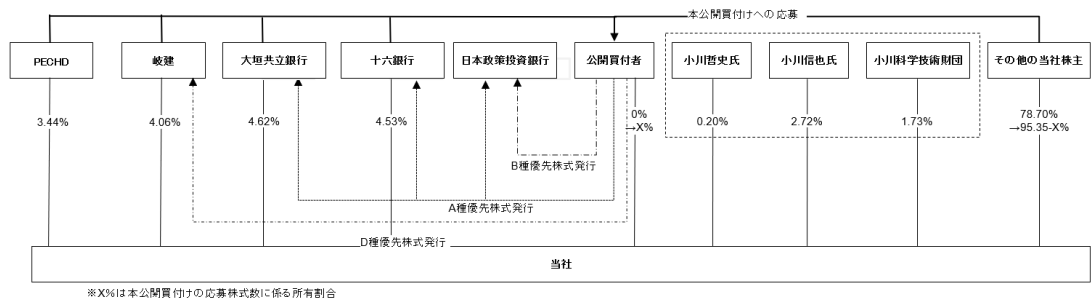 本公開買付けへの応募
PECHD
岐建
大垣共立銀行
十六銀行
日本政策投資銀行
公開買付者
小川哲史氏
小川信也氏
小川科学技術財団
その他の当社株主
3.44%
4.06%
4.62%
4.53%
0%
→X%
0.20%
2.72%
1.73%
78.70%
→95.35-X%
B種優先株式発行
A種優先株式発行
D種優先株式発行
当社
※X%は本公開買付けの応募株式数に係る所有割合